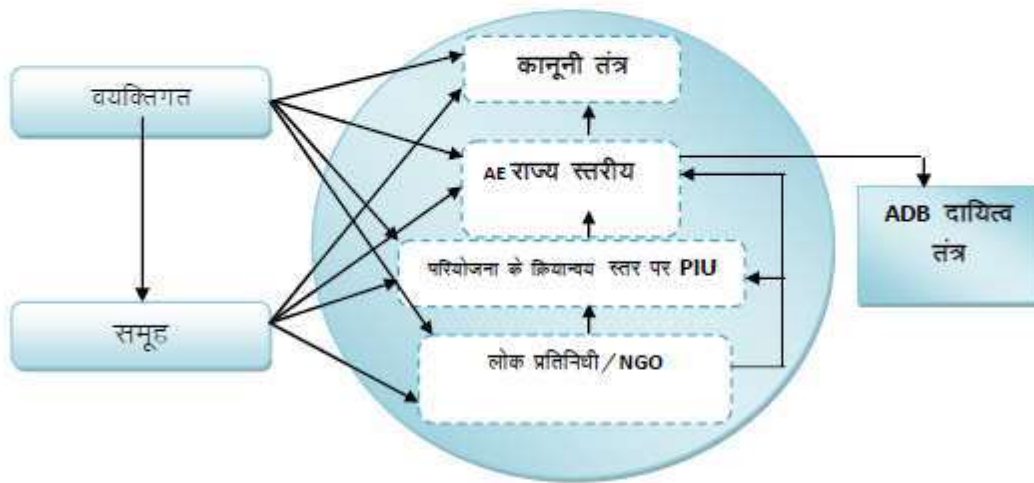 कानूनी तंत्र
वयक्तिगत
AE राज्य स्तरीय
ADB दायित्व
तंत्र
परियोजना के क्रियान्वय स्तर पर PIU
समूह
लोक प्रतिनिधी/NGO